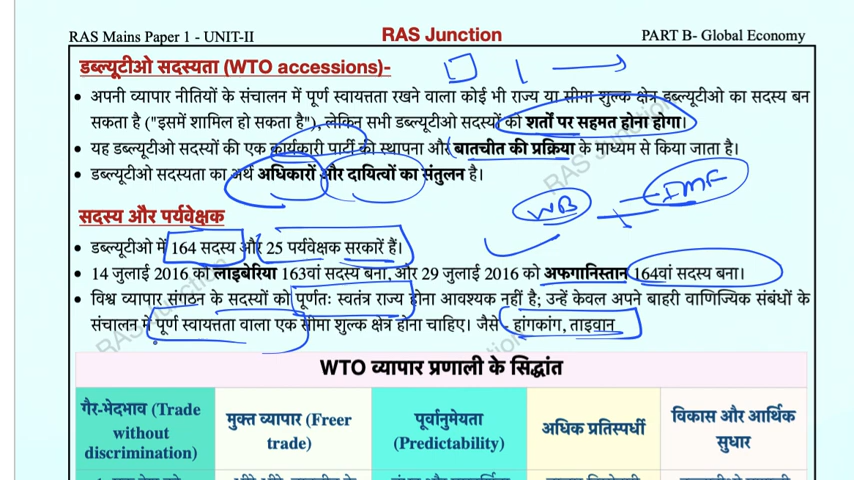 RAS Mains Paper 1 - UNIT-II RAS Junction PART B- Global Economy
डब्ल्यूटीओ सदस्यता (WTO accessions)-
• अपनी व्यापार नीतियों के संचालन में पूर्ण स्वायत्तता रखने वाला कोई भी राज्य या सीमा शुल्क क्षेत्र डब्ल्यूटीओ का सदस्य बन
सकता है ("इसमें शामिल हो सकता है"), लेकिन सभी डब्ल्यूटीओ सदस्यों को शर्तों पर सहमत होना होगा।
• यह डब्ल्यूटीओ सदस्यों की एक कार्यकारी पार्टी की स्थापना और बातचीत की प्रक्रिया के माध्यम से किया जाता है।
• डब्ल्यूटीओ सदस्यता का अर्थ अधिकारों और दायित्वों का संतुलन है।
WB IMF
सदस्य और पर्यवेक्षक
• डब्ल्यूटीओ में 164 सदस्य और 25 पर्यवेक्षक सरकारें हैं।
• 14 जुलाई 2016 को लाइबेरिया 163वां सदस्य बना, और 29 जुलाई 2016 को अफगानिस्तान 164वां सदस्य बना।
• विश्व व्यापार संगठन के सदस्यों को पूर्णतः स्वतंत्र राज्य होना आवश्यक नहीं है; उन्हें केवल अपने बाहरी वाणिज्यिक संबंधों के
संचालन में पूर्ण स्वायत्तता वाला एक सीमा शुल्क क्षेत्र होना चाहिए। जैसे - हांगकांग, ताइवान
WTO व्यापार प्रणाली के सिद्धांत
गैर-भेदभाव (Trade
without
discrimination)
मुक्त व्यापार (Freer
trade)
पूर्वानुमेयता
(Predictability)
अधिक प्रतिस्पर्धी
विकास और आर्थिक
सुधार